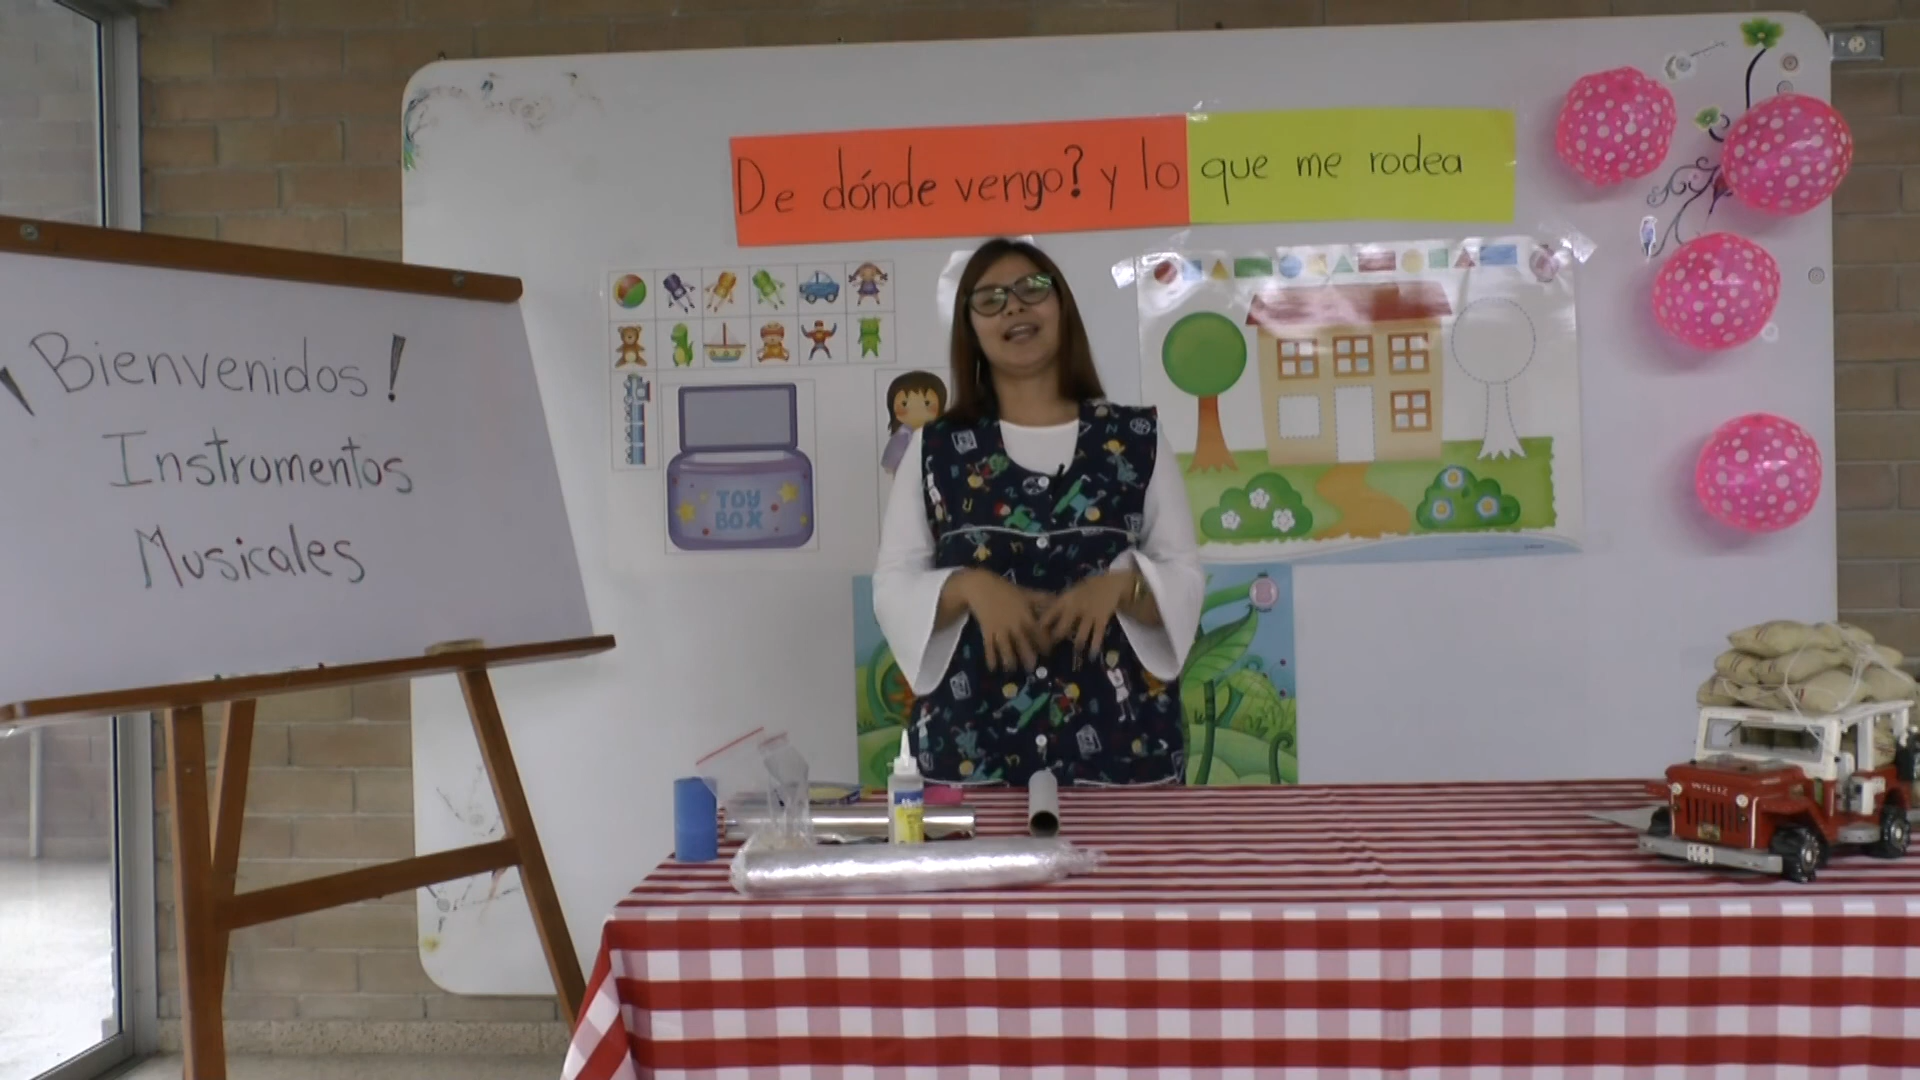 De dónde vengo? y lo que me rodea
¡Bienvenidos!
Instrumentos
Musicales
TOY
BOX